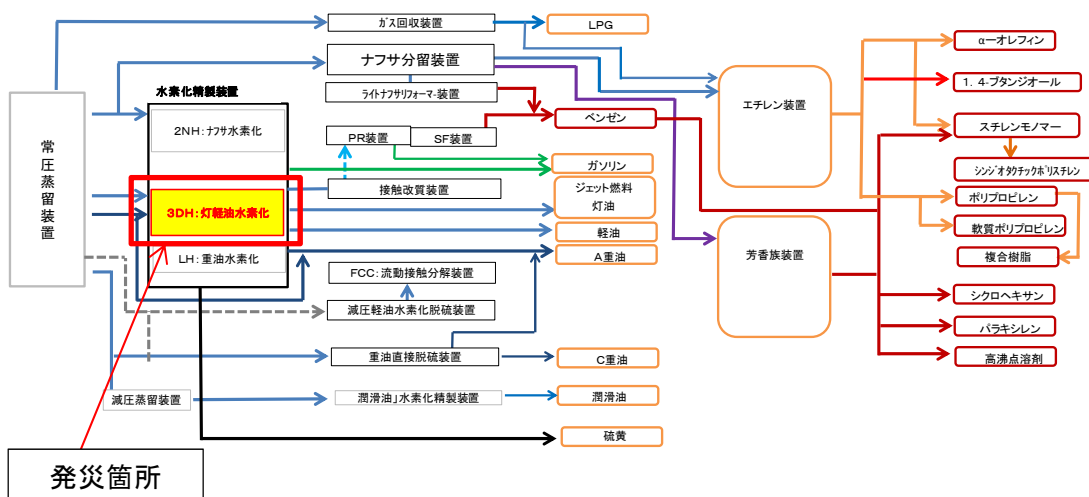 ガス回収装置
LPG
ナフサ分留装置
ライトナフサリフォーマー装置
水素化精製装置
2NH:ナフサ水素化
PR装置
SF装置
ベンゼン
ガソリン
接触改質装置
ジェット燃料
灯油
3DH:灯軽油水素化
軽油
LH:重油水素化
A重油
FCC:流動接触分解装置
減圧軽油水素化脱硫装置
重油直接脱硫装置
C重油
減圧蒸留装置
潤滑油」水素化精製装置
潤滑油
硫黄
常圧蒸留装置
発災箇所
エチレン装置
芳香族装置
α－オレフィン
1.4-ブタンジオール
スチレンモノマー
シンジオタクチックポリスチレン
ポリプロピレン
軟質ポリプロピレン
複合樹脂
シクロヘキサン
パラキシレン
高沸点溶剤